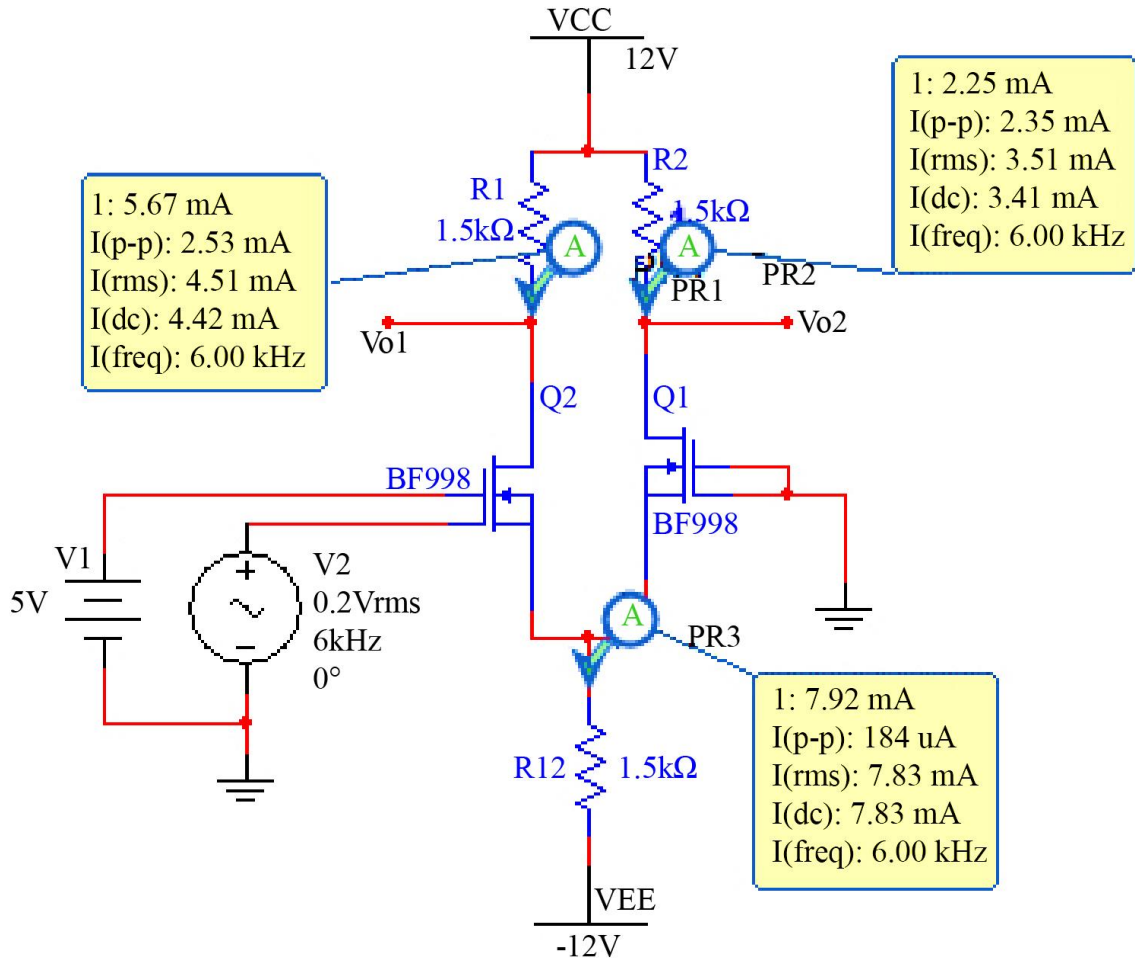 VCC
12V
1: 2.25 mA
I(p-p): 2.35 mA
I(rms): 3.51 mA
I(dc): 3.41 mA
I(freq): 6.00 kHz
1: 5.67 mA
I(p-p): 2.53 mA
I(rms): 4.51 mA
I(dc): 4.42 mA
I(freq): 6.00 kHz
R1
1.5kΩ
R2
1.5kΩ
A
A
PR1
PR2
Vo1
Vo2
Q2
Q1
BF998
BF998
V1
5V
V2
0.2Vrms
6kHz
0°
A
PR3
1: 7.92 mA
I(p-p): 184 uA
I(rms): 7.83 mA
I(dc): 7.83 mA
I(freq): 6.00 kHz
R12
1.5kΩ
VEE
-12V